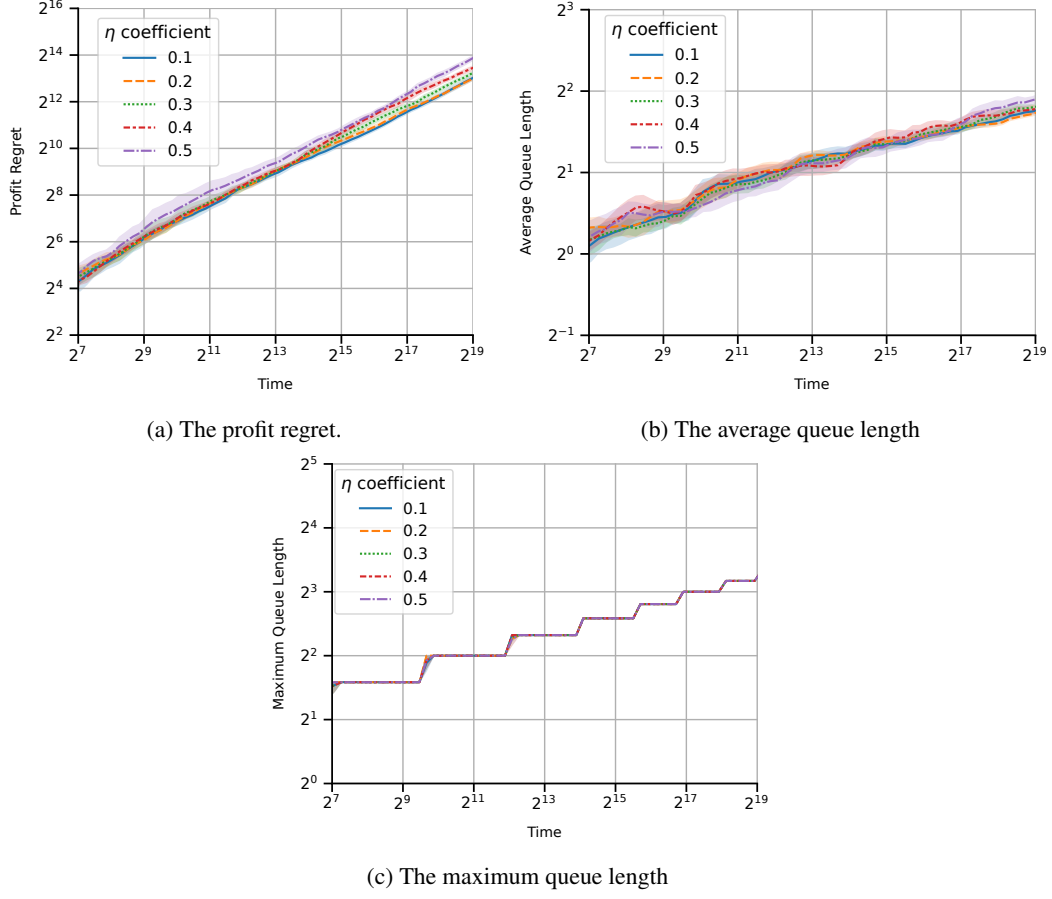 2^16
2^14
2^12
2^10
2^8
2^6
2^4
2^2
Profit Regret
η coefficient
0.1
0.2
0.3
0.4
0.5
2^7 2^9 2^11 2^13 2^15 2^17 2^19
Time
(a) The profit regret.
2^3
2^2
2^1
2^0
2^−1
Average Queue Length
η coefficient
0.1
0.2
0.3
0.4
0.5
2^7 2^9 2^11 2^13 2^15 2^17 2^19
Time
(b) The average queue length
2^5
2^4
2^3
2^2
2^1
2^0
Maximum Queue Length
η coefficient
0.1
0.2
0.3
0.4
0.5
2^7 2^9 2^11 2^13 2^15 2^17 2^19
Time
(c) The maximum queue length